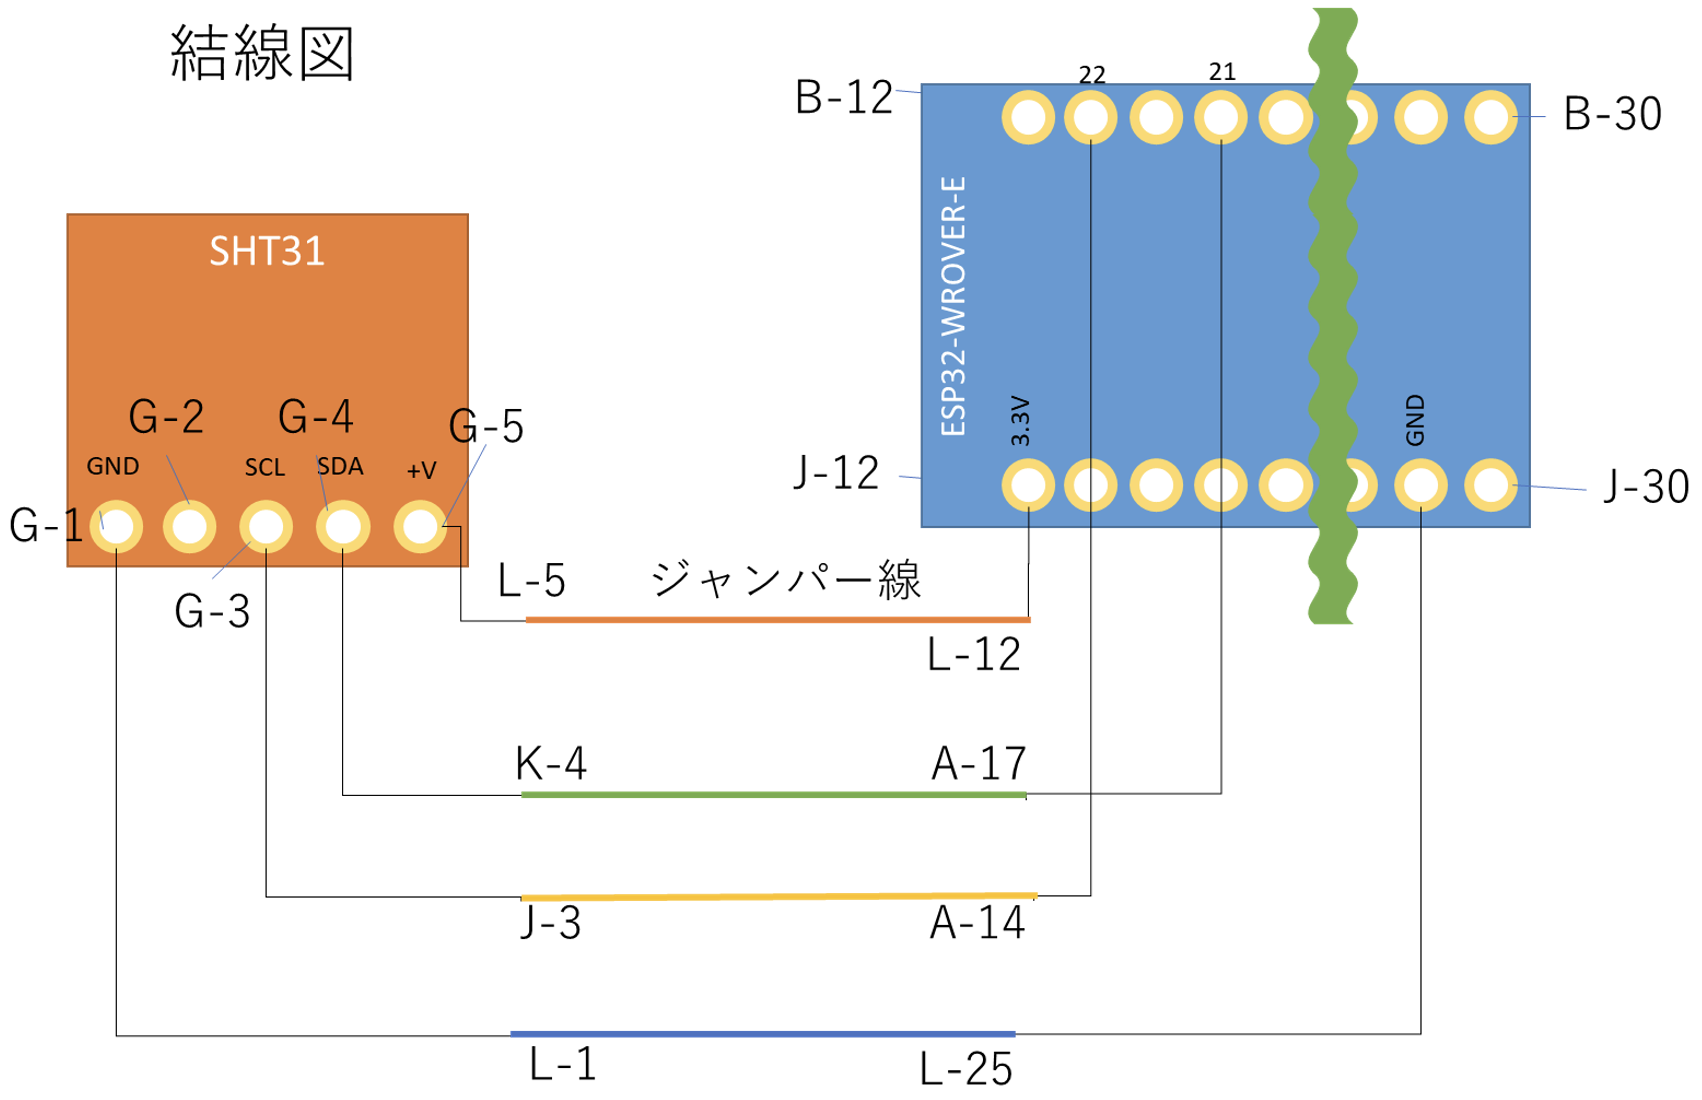 結線図
B-12
22
21
B-30
ESP32-WROVER-E
SHT31
G-2
G-4
G-5
GND
SCL
SDA
+V
3.3V
GND
J-12
J-30
G-1
G-3
L-5
ジャンパー線
L-12
K-4
A-17
J-3
A-14
L-1
L-25